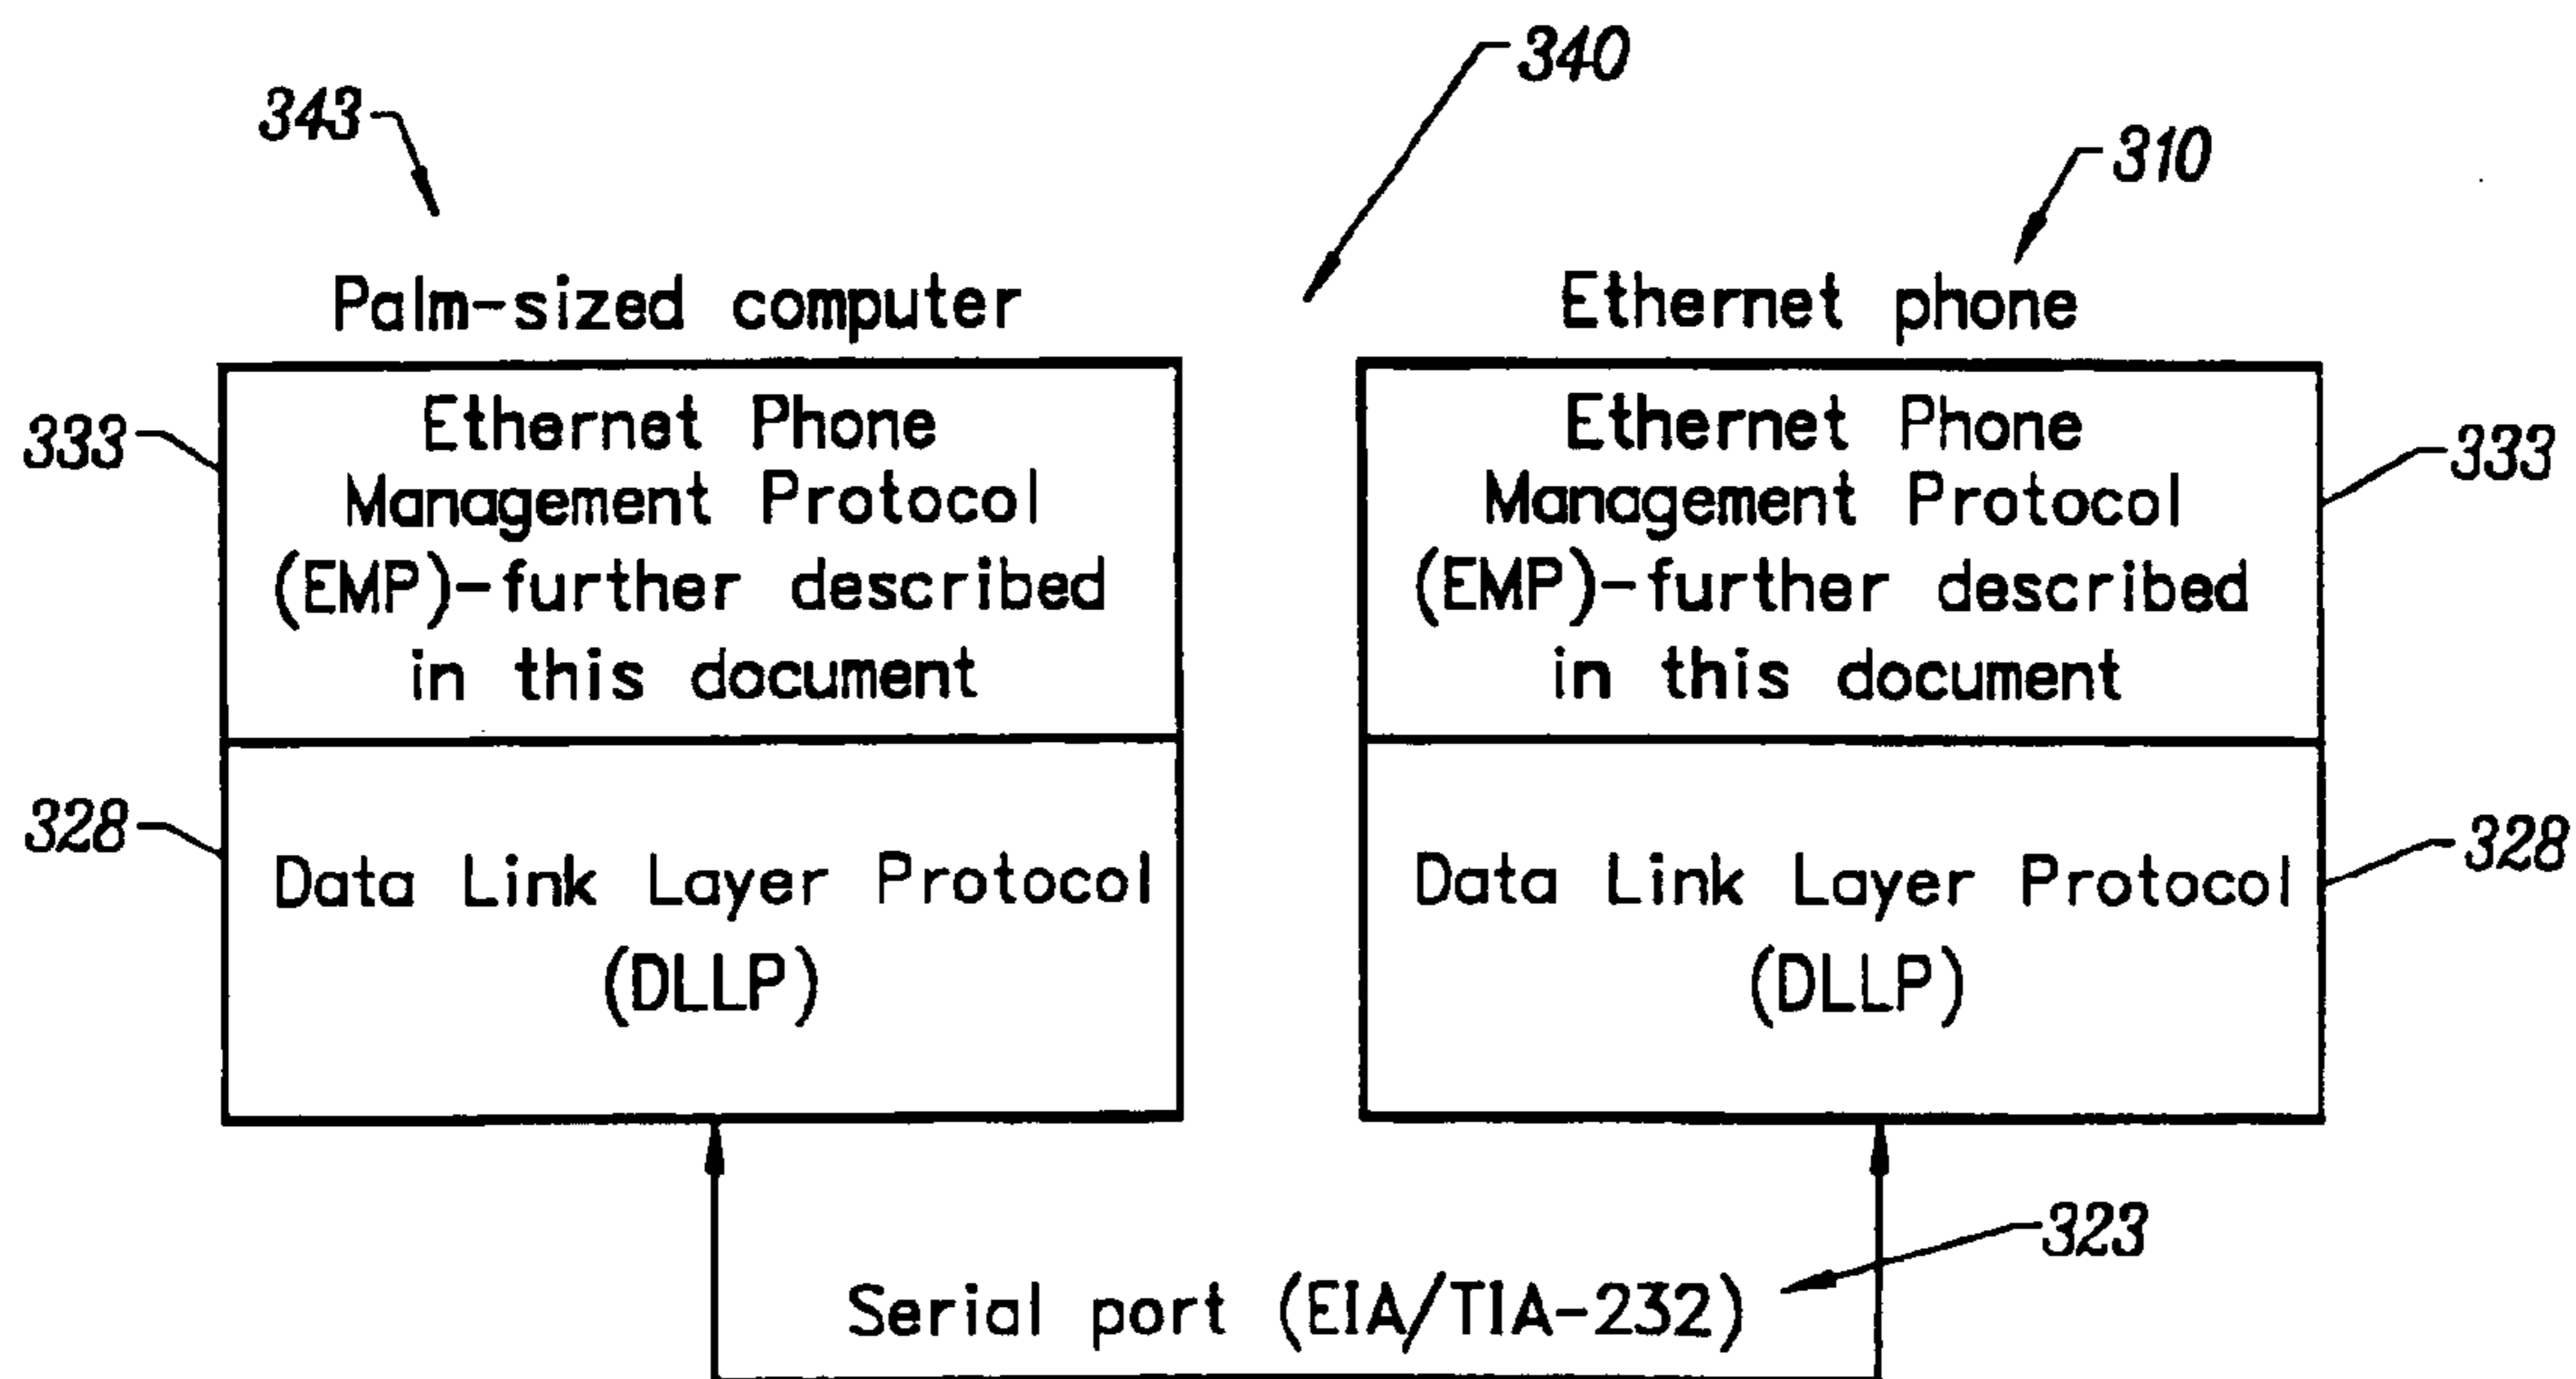 340
343
310
Palm-sized computer
Ethernet phone
333
Ethernet Phone
Management Protocol
(EMP)-further described
in this document
Ethernet Phone
Management Protocol
(EMP)-further described
in this document
333
328
Data Link Layer Protocol
(DLLP)
Data Link Layer Protocol
(DLLP)
328
323
Serial port (EIA/TIA-232)